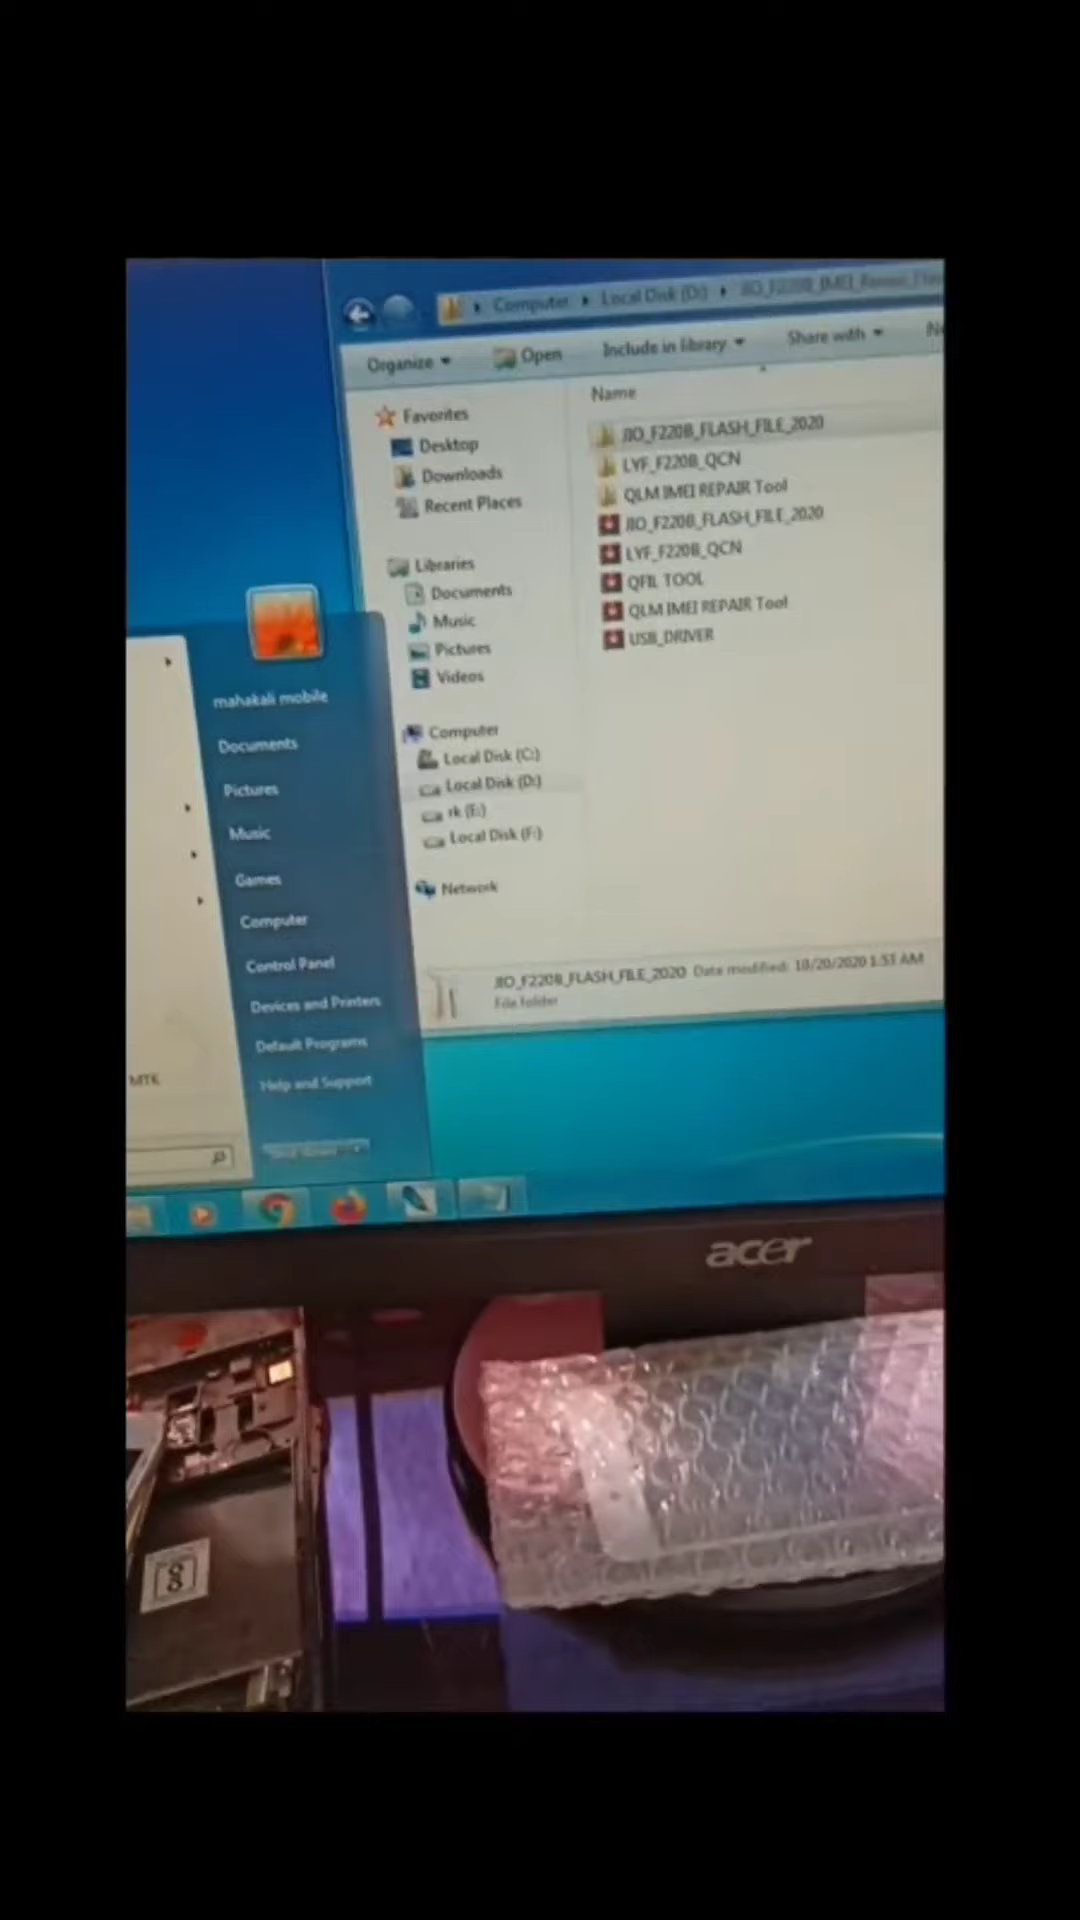 Computer ▸ Local Disk (D:) ▸ JIO_F220B_IMEI_
Organize
Open
Include in library
Share with
Name
Favorites
Desktop
Downloads
Recent Places
Libraries
Documents
Music
Pictures
Videos
Computer
Local Disk (C:)
Local Disk (D:)
rk (E:)
Local Disk (F:)
Network
JIO_F220B_FLASH_FILE_2020
LYF_F220B_QCN
QLM IMEI REPAIR Tool
JIO_F220B_FLASH_FILE_2020
LYF_F220B_QCN
QFIL TOOL
QLM IMEI REPAIR Tool
USB_DRIVER
JIO_F220B_FLASH_FILE_2020 Date modified: 10/20/2020 1:53 AM
File folder
mahakali mobile
Documents
Pictures
Music
Games
Computer
Control Panel
Devices and Printers
Default Programs
Help and Support
MTK
acer